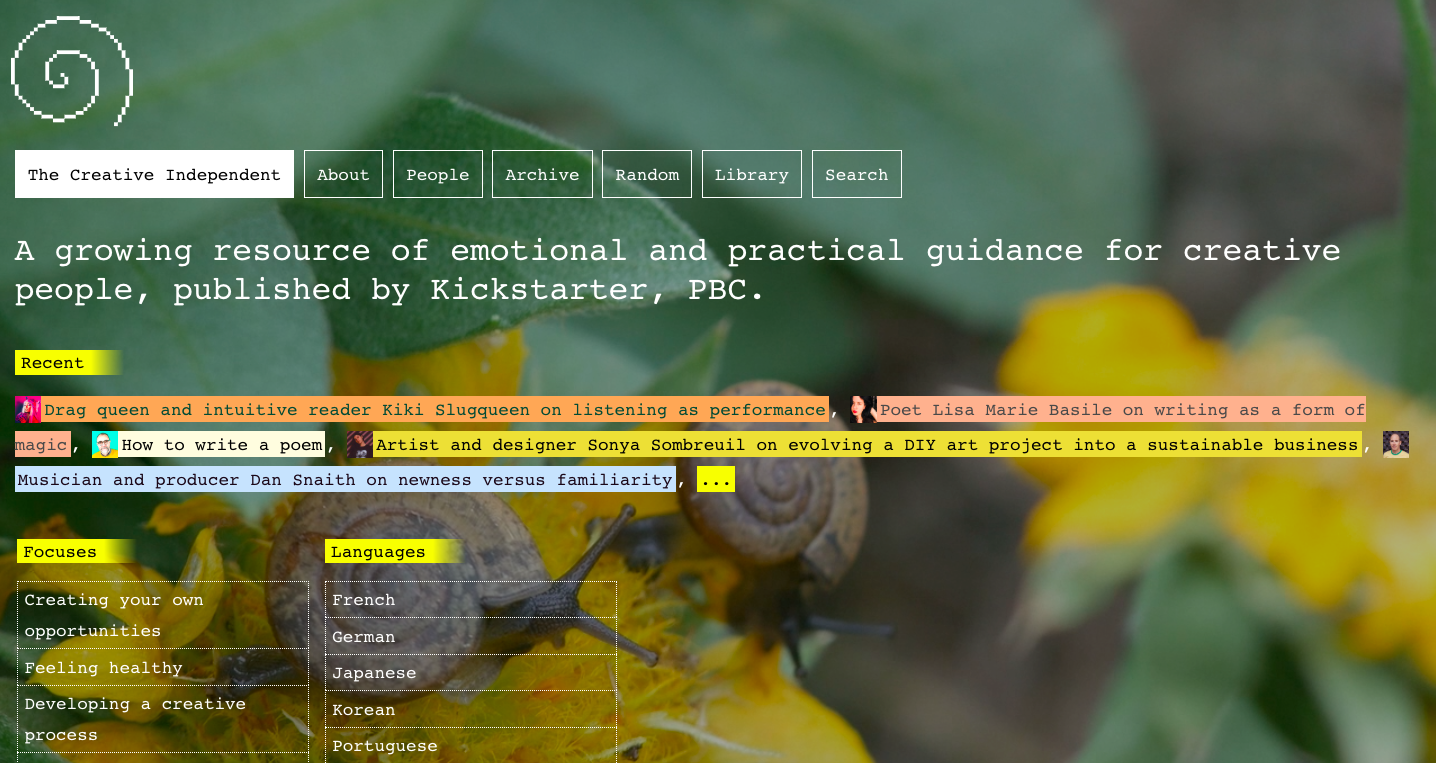 The Creative Independent About People Archive Random Library Search
A growing resource of emotional and practical guidance for creative
people, published by Kickstarter, PBC.
Recent
Drag queen and intuitive reader Kiki Slugqueen on listening as performance, Poet Lisa Marie Basile on writing as a form of
magic, How to write a poem, Artist and designer Sonya Sombreuil on evolving a DIY art project into a sustainable business,
Musician and producer Dan Snaith on newness versus familiarity, ...
Focuses
Creating your own
opportunities
Feeling healthy
Developing a creative
process
Languages
French
German
Japanese
Korean
Portuguese